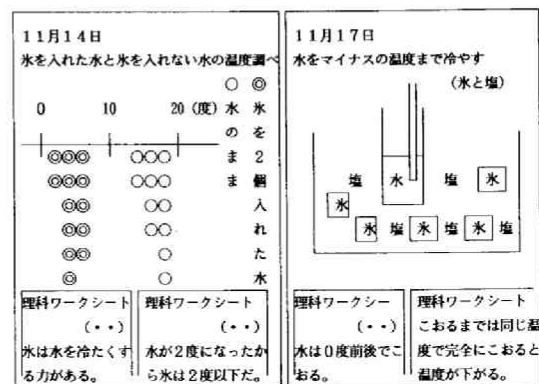 11月14日
氷を入れた水と氷を入れない水の温度調べ
○水のまま
◎氷を2個入れた水
0 10 20 (度)
◎◎◎ ○○○
◎◎◎ ○○○
◎◎ ○○
◎◎ ○○
◎◎ ○
◎ ○
理科ワークシート
(・・)
氷は水を冷たくす
る力がある。
理科ワークシート
(・・)
水が2度になったか
ら氷は2度以下だ。
11月17日
水をマイナスの温度まで冷やす
(氷と塩)
塩 水 塩 氷
氷
氷 塩 氷 塩 氷 塩
理科ワークシー
(・・)
水は0度前後でこ
おる。
理科ワークシート
(・・)
こおるまでは同じ温
度で完全にこおると
温度が下がる。